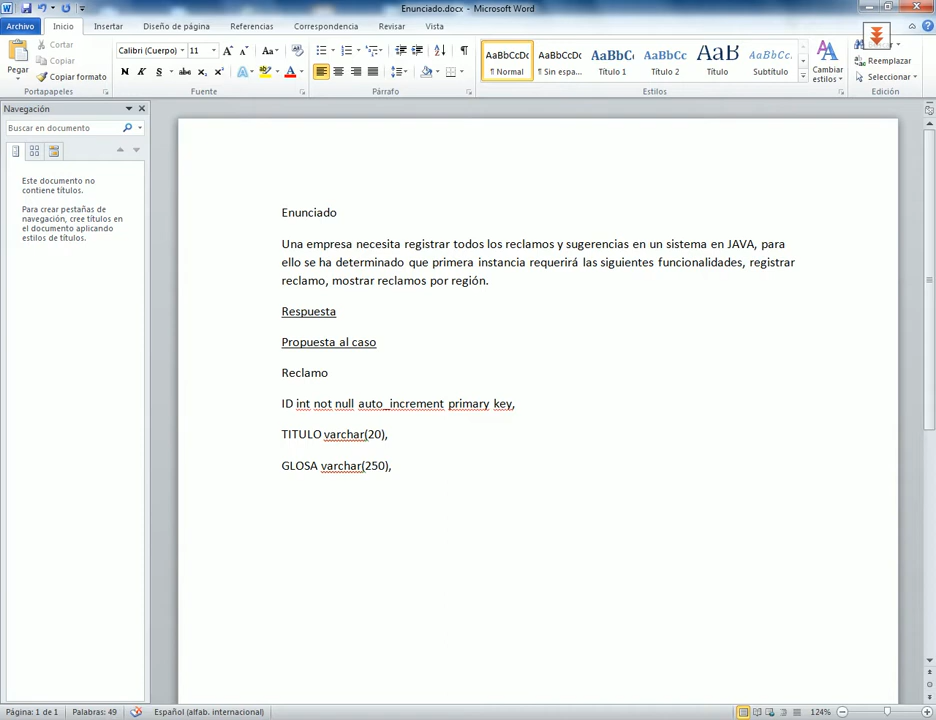 Enunciado.docx - Microsoft Word
Archivo Inicio Insertar Diseño de página Referencias Correspondencia Revisar Vista
Pegar
Cortar
Copiar
Copiar formato
Portapapeles
Calibri (Cuerpo) 11
Fuente
Párrafo
AaBbCcDc AaBbCcDc AaBbCc AaBbCc AaB AaBbCc.
¶ Normal ¶ Sin espa... Título 1 Título 2 Título Subtítulo
Cambiar
estilos
Estilos
Reemplazar
Seleccionar
Edición
Navegación
Buscar en documento
Este documento no
contiene títulos.
Para crear pestañas de
navegación, cree títulos en
el documento aplicando
estilos de títulos.
Enunciado
Una empresa necesita registrar todos los reclamos y sugerencias en un sistema en JAVA, para
ello se ha determinado que primera instancia requerirá las siguientes funcionalidades, registrar
reclamo, mostrar reclamos por región.
Respuesta
Propuesta al caso
Reclamo
ID int not null auto_increment primary key,
TITULO varchar(20),
GLOSA varchar(250),
Página: 1 de 1 Palabras: 49 Español (alfab. internacional) 124%